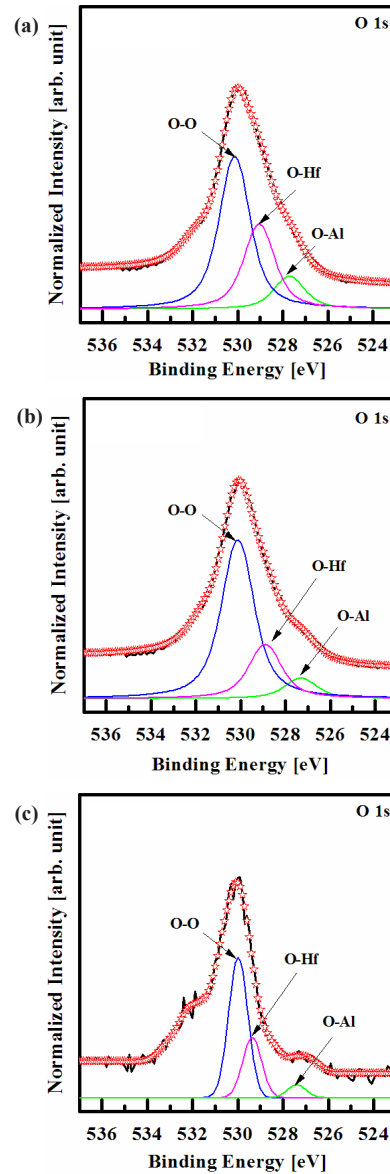 (a)
O 1s
O-O
O-Hf
O-Al
Normalized Intensity [arb. unit]
536 534 532 530 528 526 524
Binding Energy [eV]
(b)
O 1s
O-O
O-Hf
O-Al
Normalized Intensity [arb. unit]
536 534 532 530 528 526 524
Binding Energy [eV]
(c)
O 1s
O-O
O-Hf
O-Al
Normalized Intensity [arb. unit]
536 534 532 530 528 526 524
Binding Energy [eV]